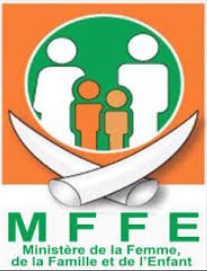 MFFE
Ministère de la Femme,
de la Famille et de l'Enfant